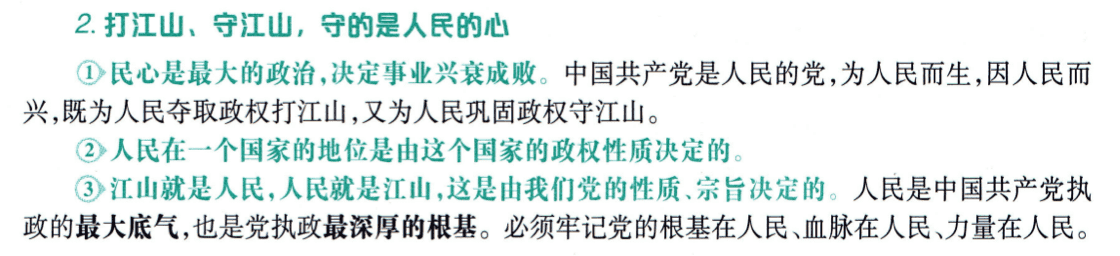 2. 打江山、守江山，守的是人民的心
①民心是最大的政治，决定事业兴衰成败。中国共产党是人民的党，为人民而生，因人民而
兴，既为人民夺取政权打江山，又为人民巩固政权守江山。
②人民在一个国家的地位是由这个国家的政权性质决定的。
③江山就是人民，人民就是江山，这是由我们党的性质、宗旨决定的。人民是中国共产党执
政的最大底气，也是党执政最深厚的根基。必须牢记党的根基在人民、血脉在人民、力量在人民。